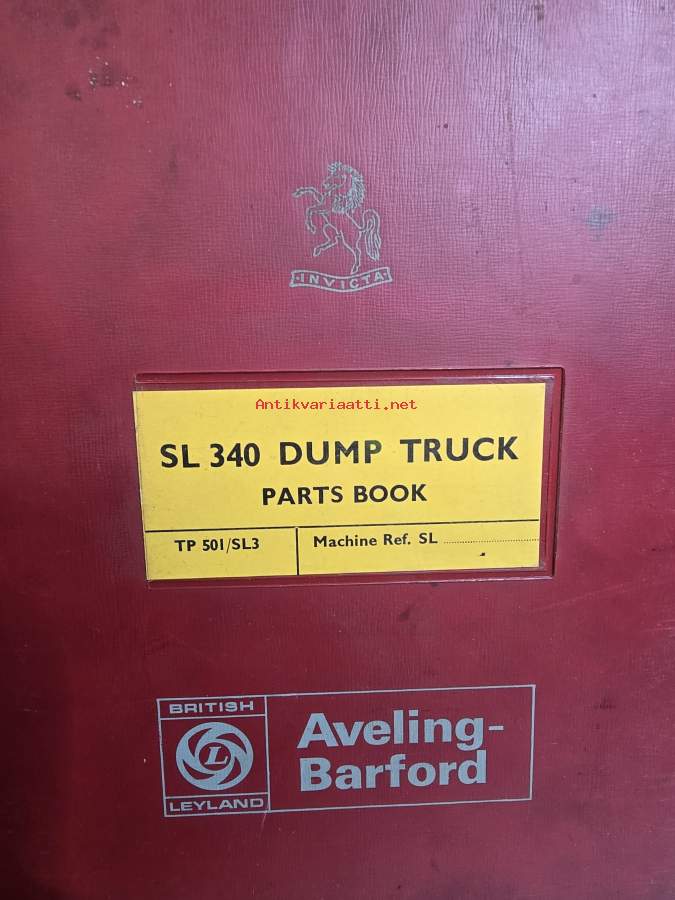 INVICTA
Antikvariaatti.net
SL 340 DUMP TRUCK
PARTS BOOK
TP 501/SL3
Machine Ref. SL ........................
BRITISH
L
LEYLAND
Aveling-
Barford